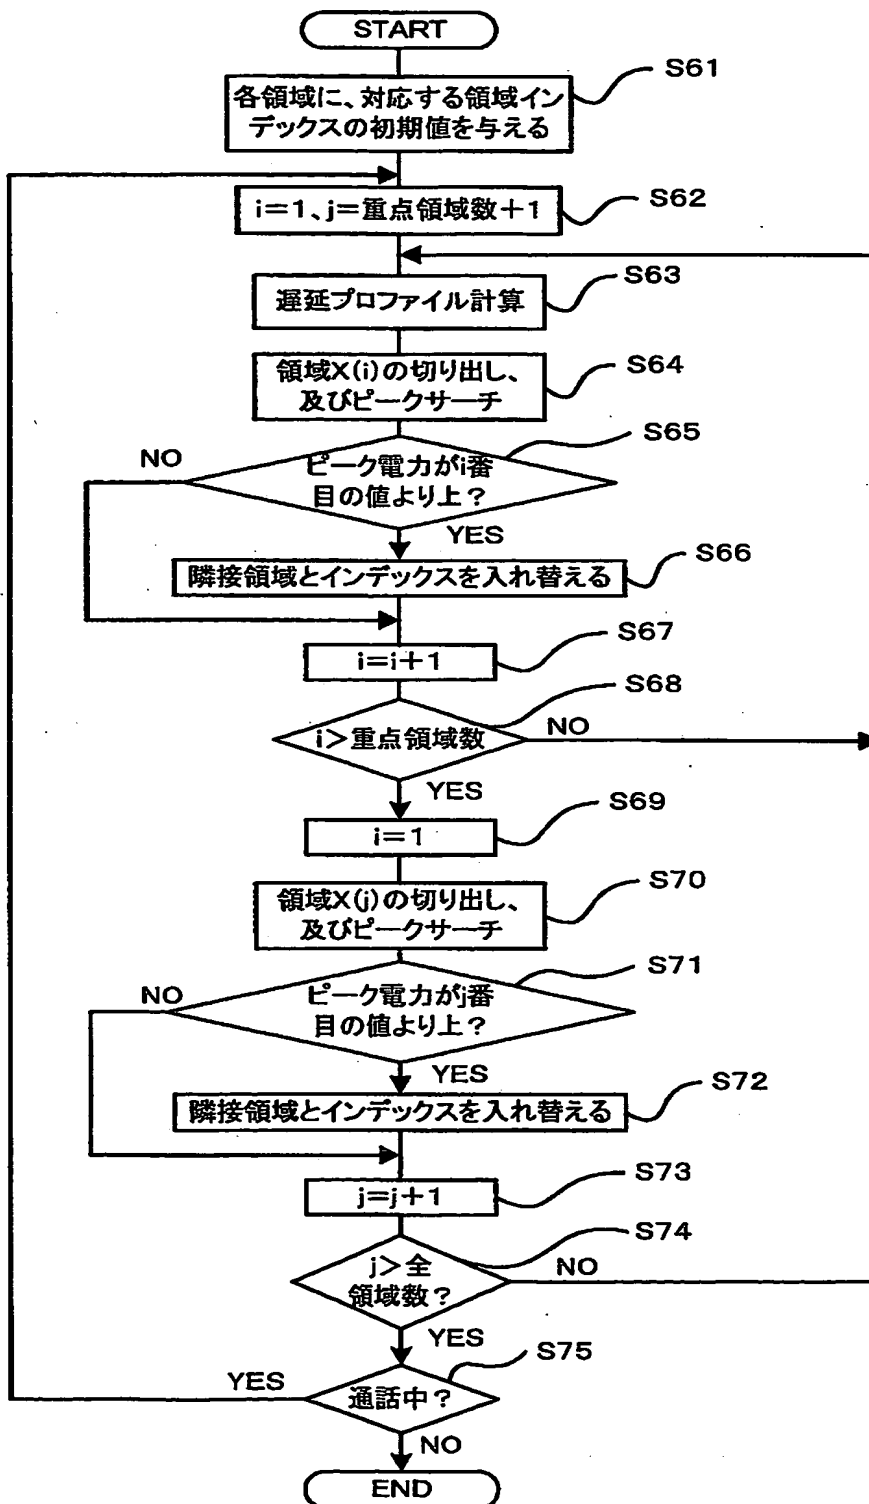 START
S61
各領域に、対応する領域イン
デックスの初期値を与える
S62
i=1、j=重点領域数+1
S63
遅延プロファイル計算
S64
領域X(i)の切り出し、
及びピークサーチ
S65
NO
ピーク電力がi番
目の値より上?
YES
S66
隣接領域とインデックスを入れ替える
S67
i=i+1
S68
i>重点領域数
NO
YES
S69
i=1
S70
領域X(j)の切り出し、
及びピークサーチ
S71
NO
ピーク電力がj番
目の値より上?
YES
S72
隣接領域とインデックスを入れ替える
S73
j=j+1
S74
j>全
領域数?
NO
YES
S75
YES
通話中?
NO
END